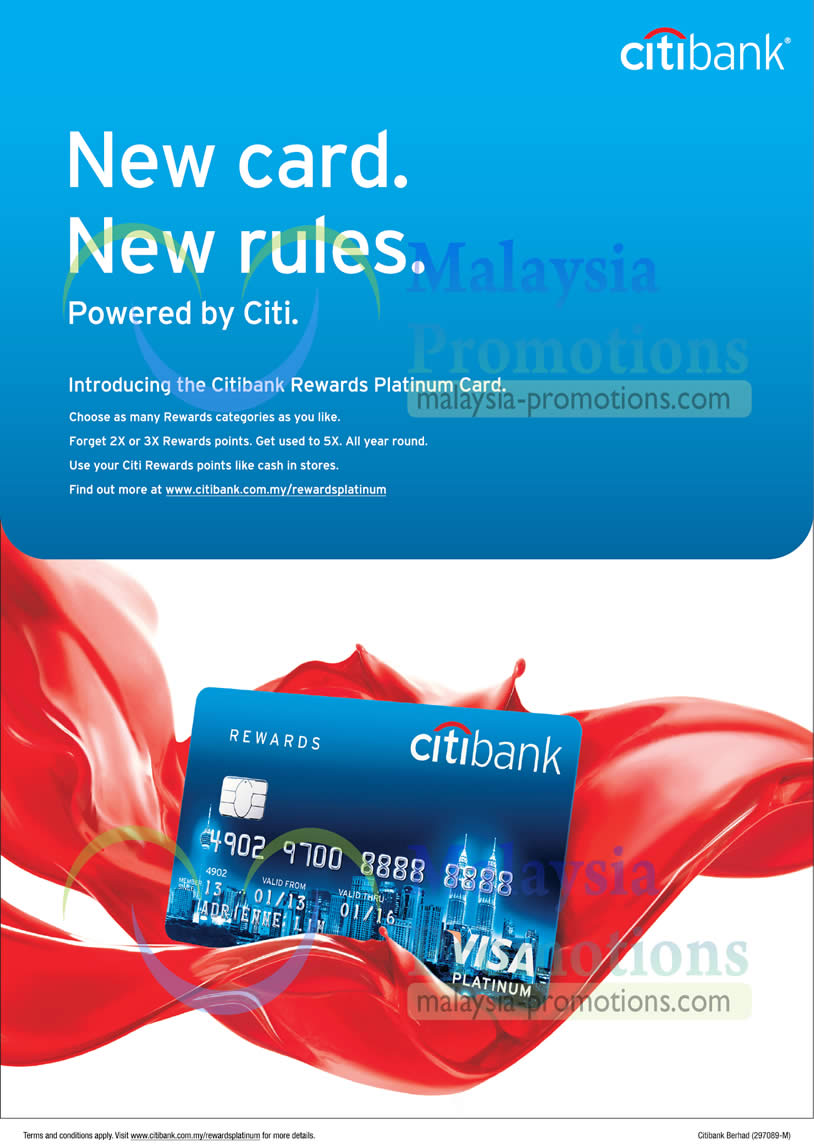 citibank®
New card.
New rules.
Powered by Citi.
Malaysia
Promotions
malaysia-promotions.com
Introducing the Citibank Rewards Platinum Card.
Choose as many Rewards categories as you like.
Forget 2X or 3X Rewards points. Get used to 5X. All year round.
Use your Citi Rewards points like cash in stores.
Find out more at www.citibank.com.my/rewardsplatinum
REWARDS
citibank
4902 9700 8888 8888
4902
MEMBER SINCE 13 VALID FROM 01/13 VALID THRU 01/16
ADRIENNE LIM
VISA
PLATINUM
Malaysia
Promotions
malaysia-promotions.com
Terms and conditions apply. Visit www.citibank.com.my/rewardsplatinum for more details.
Citibank Berhad (297089-M)